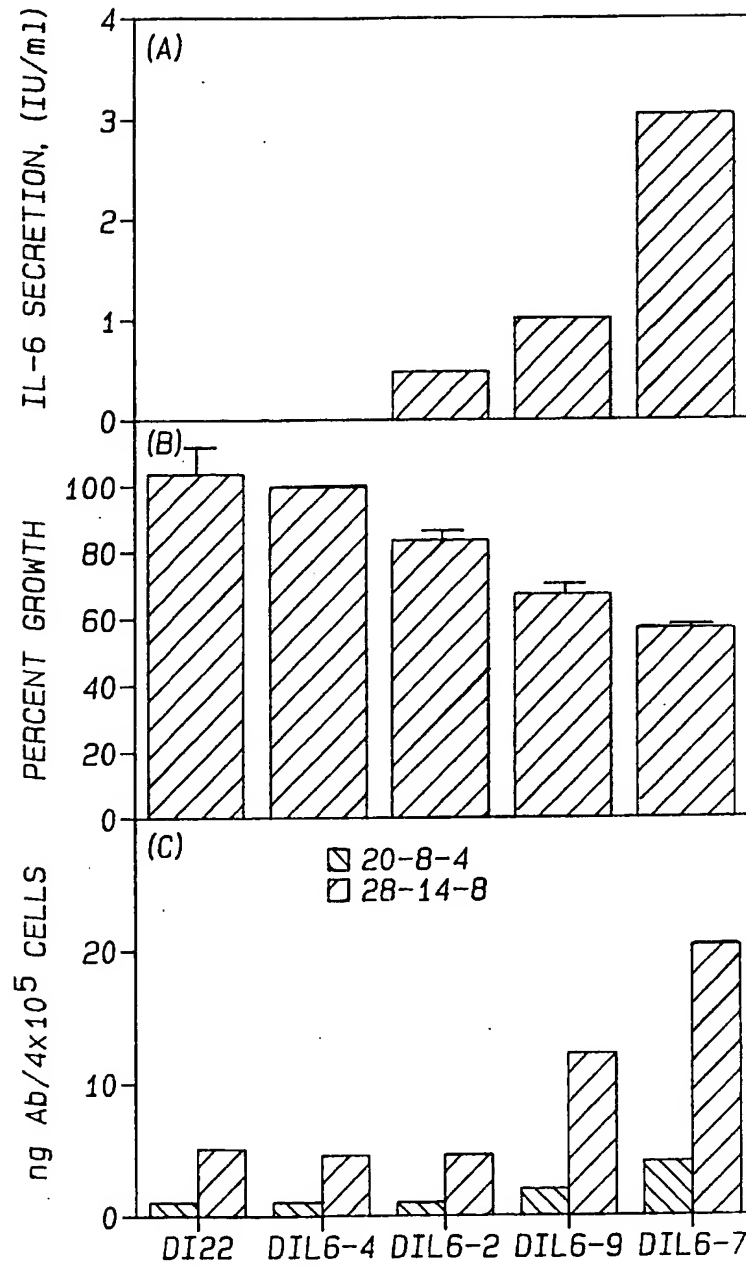 IL-6 SECRETION, (IU/ml)
4
3
2
1
0
(A)
PERCENT GROWTH
100
80
60
40
20
0
(B)
ng Ab/4x10⁵ CELLS
20
10
0
(C)
20-8-4
28-14-8
DI22 DIL6-4 DIL6-2 DIL6-9 DIL6-7